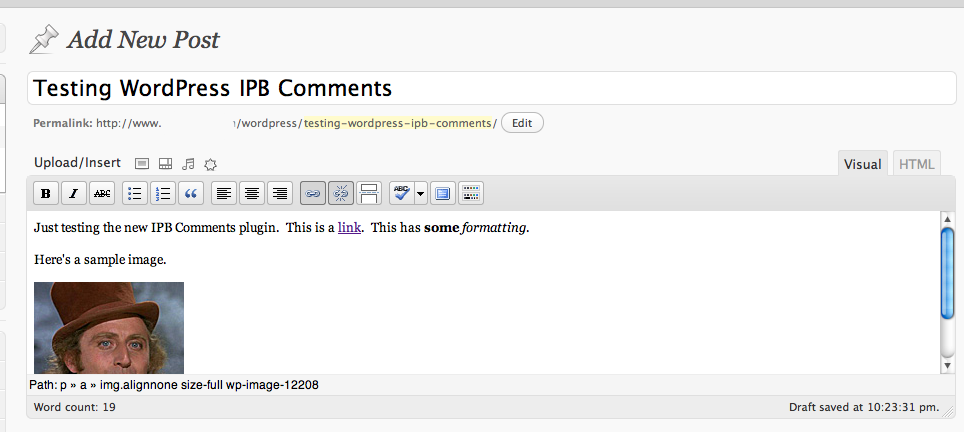 Add New Post
Testing WordPress IPB Comments
Permalink: http://www. /wordpress/testing-wordpress-ipb-comments/ Edit
Upload/Insert Visual HTML
B I ABC ABC
Just testing the new IPB Comments plugin. This is a link. This has some formatting.
Here's a sample image.
Path: p » a » img.alignnone size-full wp-image-12208
Word count: 19 Draft saved at 10:23:31 pm.